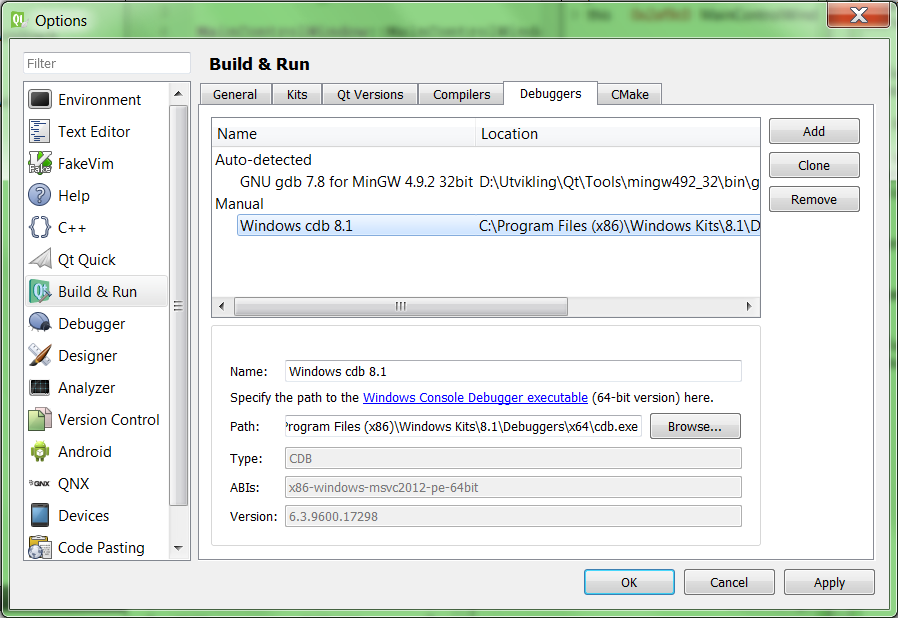 Options
Filter
Build & Run
Environment
Text Editor
FakeVim
Help
C++
Qt Quick
Build & Run
Debugger
Designer
Analyzer
Version Control
Android
QNX
Devices
Code Pasting
General Kits Qt Versions Compilers Debuggers CMake
Name Location
Auto-detected
GNU gdb 7.8 for MinGW 4.9.2 32bit D:\Utvikling\Qt\Tools\mingw492_32\bin\g
Manual
Windows cdb 8.1 C:\Program Files (x86)\Windows Kits\8.1\D
Add
Clone
Remove
Name: Windows cdb 8.1
Specify the path to the Windows Console Debugger executable (64-bit version) here.
Path: Program Files (x86)\Windows Kits\8.1\Debuggers\x64\cdb.exe Browse...
Type: CDB
ABIs: x86-windows-msvc2012-pe-64bit
Version: 6.3.9600.17298
OK Cancel Apply